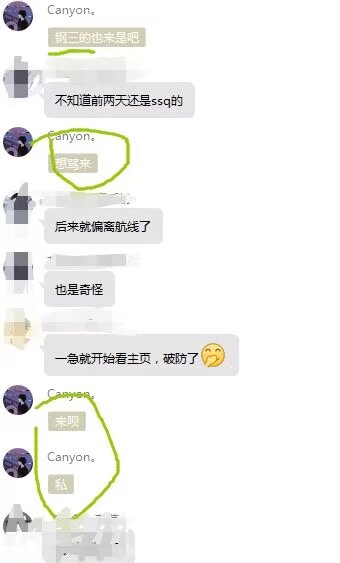 Canyon。
钢三的也来是吧
不知道前两天还是ssq的
Canyon。
想骂来
后来就偏离航线了
也是奇怪
一急就开始看主页，破防了
Canyon。
来呗
Canyon。
私